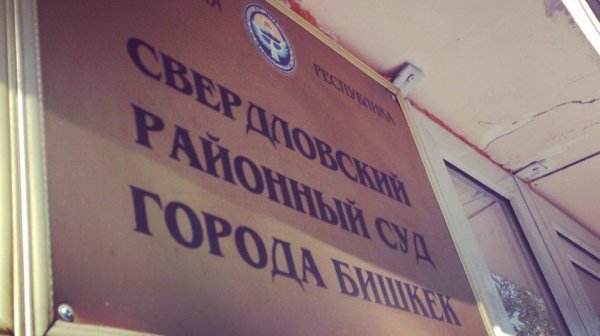 РЕСПУБЛИКА
СВЕРДЛОВСКИЙ
РАЙОННЫЙ СУД
ГОРОДА БИШКЕК